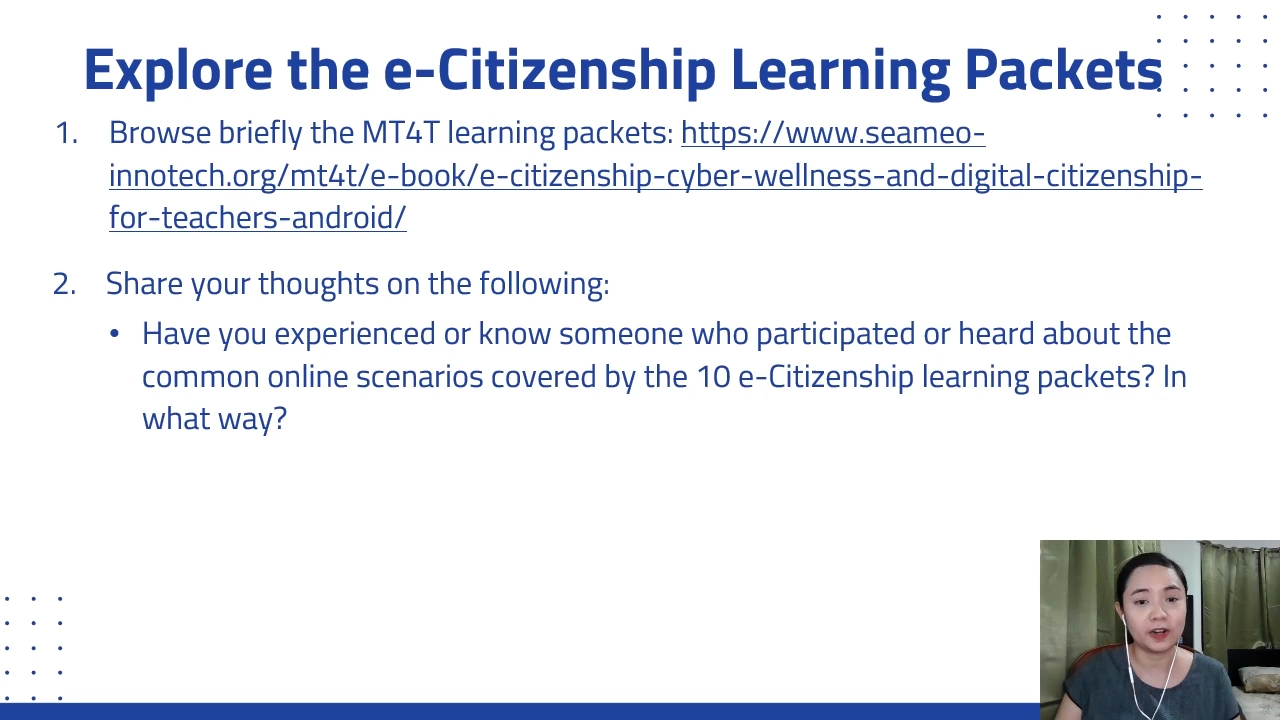 Explore the e-Citizenship Learning Packets
1. Browse briefly the MT4T learning packets: https://www.seameo-
innotech.org/mt4t/e-book/e-citizenship-cyber-wellness-and-digital-citizenship-
for-teachers-android/
2. Share your thoughts on the following:
• Have you experienced or know someone who participated or heard about the
common online scenarios covered by the 10 e-Citizenship learning packets? In
what way?